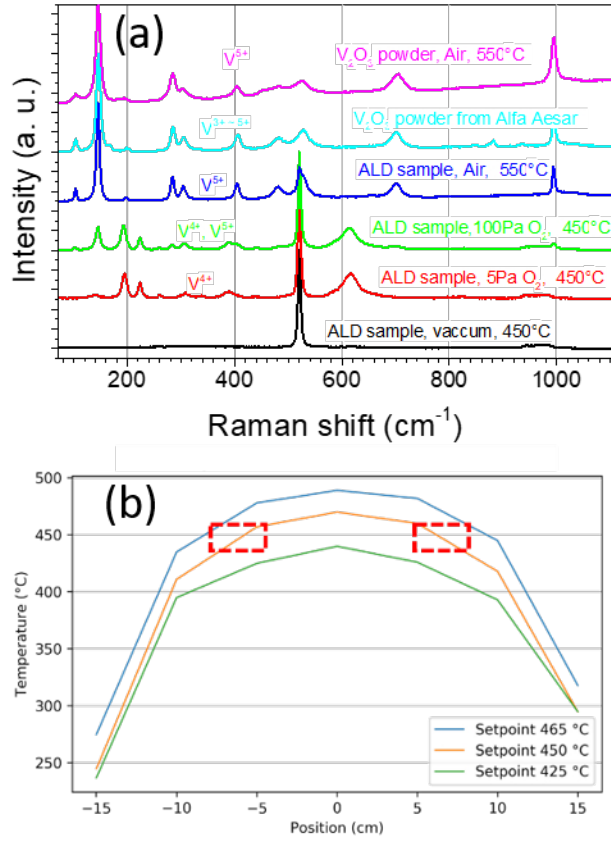 (a)
V⁵⁺
V₂O₅ powder, Air, 550°C
V³⁺ ~ ⁵⁺
V₂O₅ powder from Alfa Aesar
V⁵⁺
ALD sample, Air, 550°C
V⁴⁺, V⁵⁺
ALD sample, 100Pa O₂, 450°C
V⁴⁺
ALD sample, 5Pa O₂, 450°C
ALD sample, vaccum, 450°C
Intensity (a. u.)
200 400 600 800 1000
Raman shift (cm⁻¹)
(b)
500
450
400
350
300
250
Temperature (°C)
Setpoint 465 °C
Setpoint 450 °C
Setpoint 425 °C
−15 −10 −5 0 5 10 15
Position (cm)